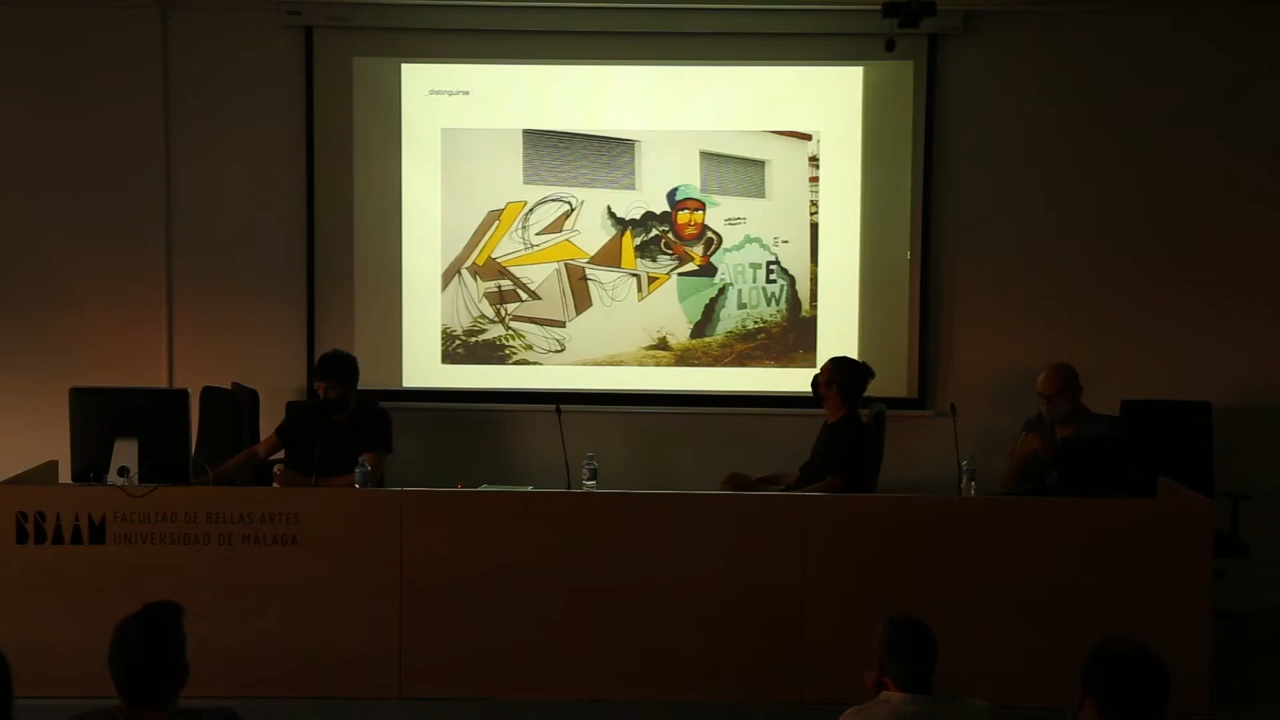 _distinguirse
ARTE
LOW
BBAAM
FACULTAD DE BELLAS ARTES
UNIVERSIDAD DE MÁLAGA